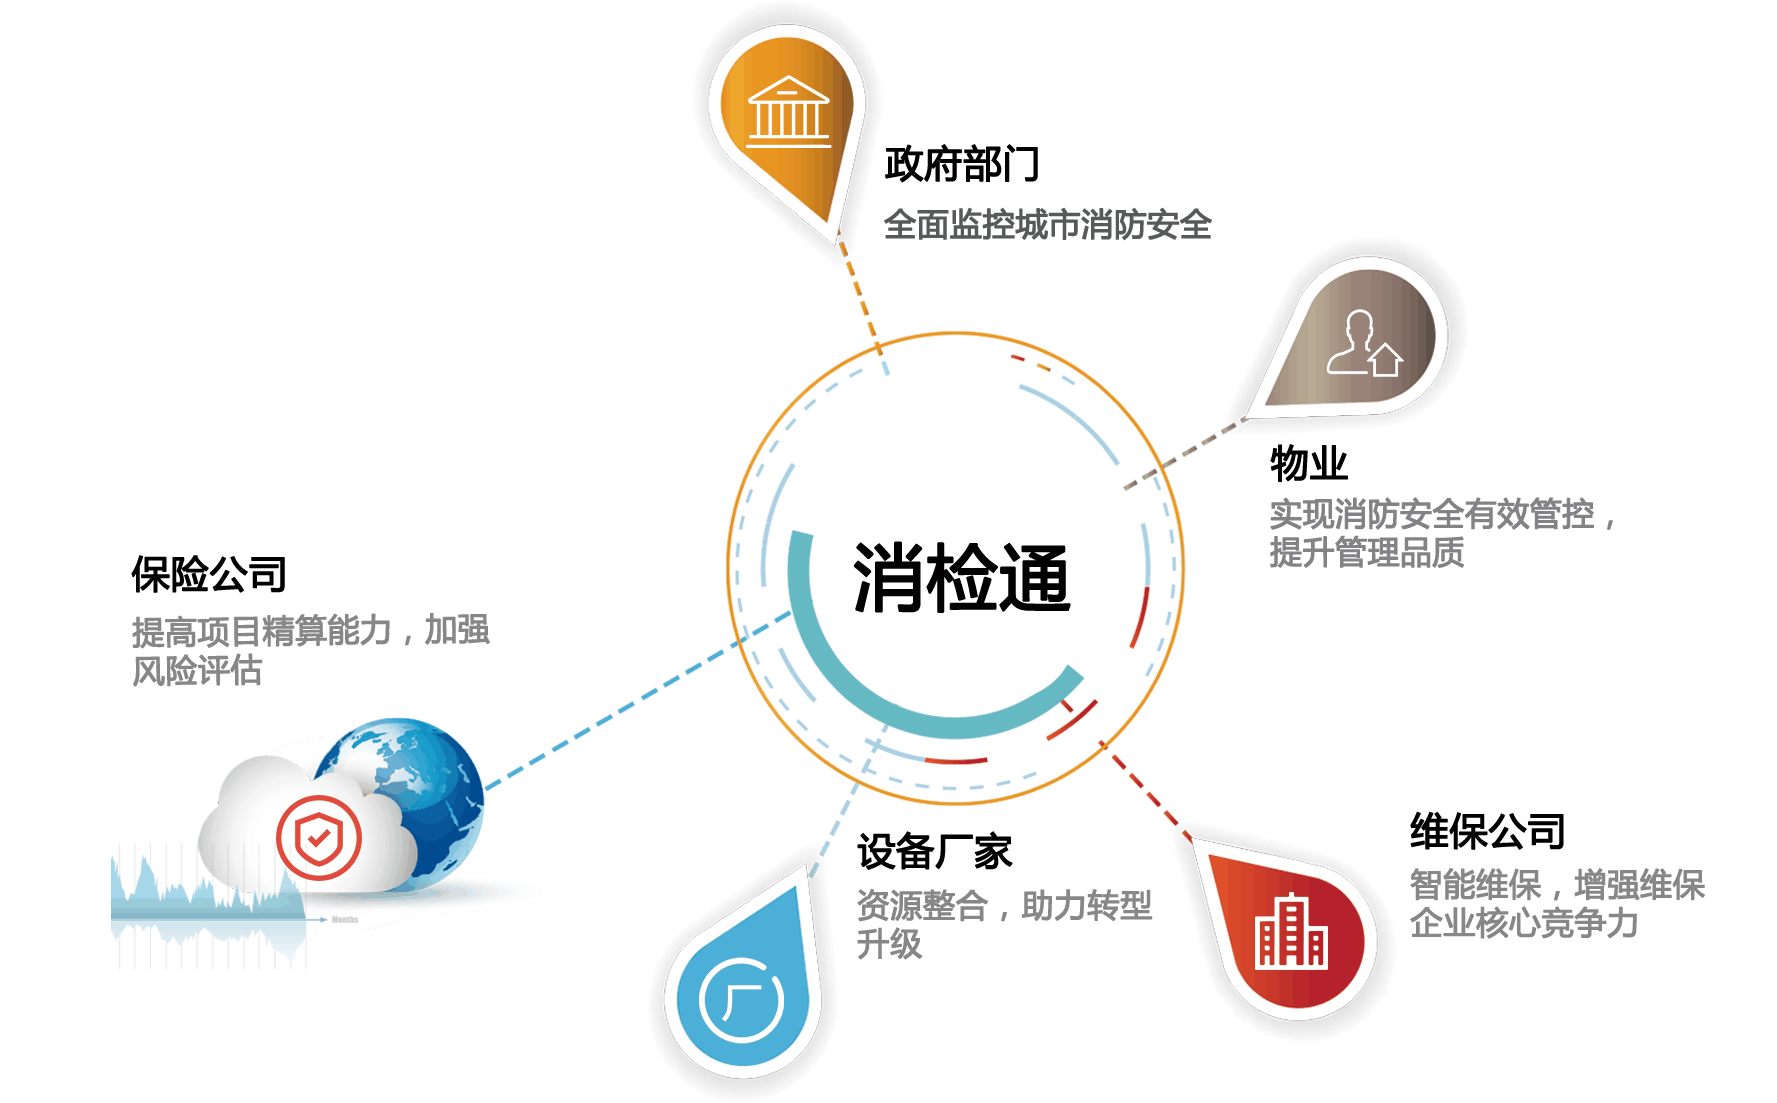 政府部门
全面监控城市消防安全
物业
实现消防安全有效管控，
提升管理品质
消检通
保险公司
提高项目精算能力，加强
风险评估
Months
设备厂家
资源整合，助力转型
升级
厂
维保公司
智能维保，增强维保
企业核心竞争力